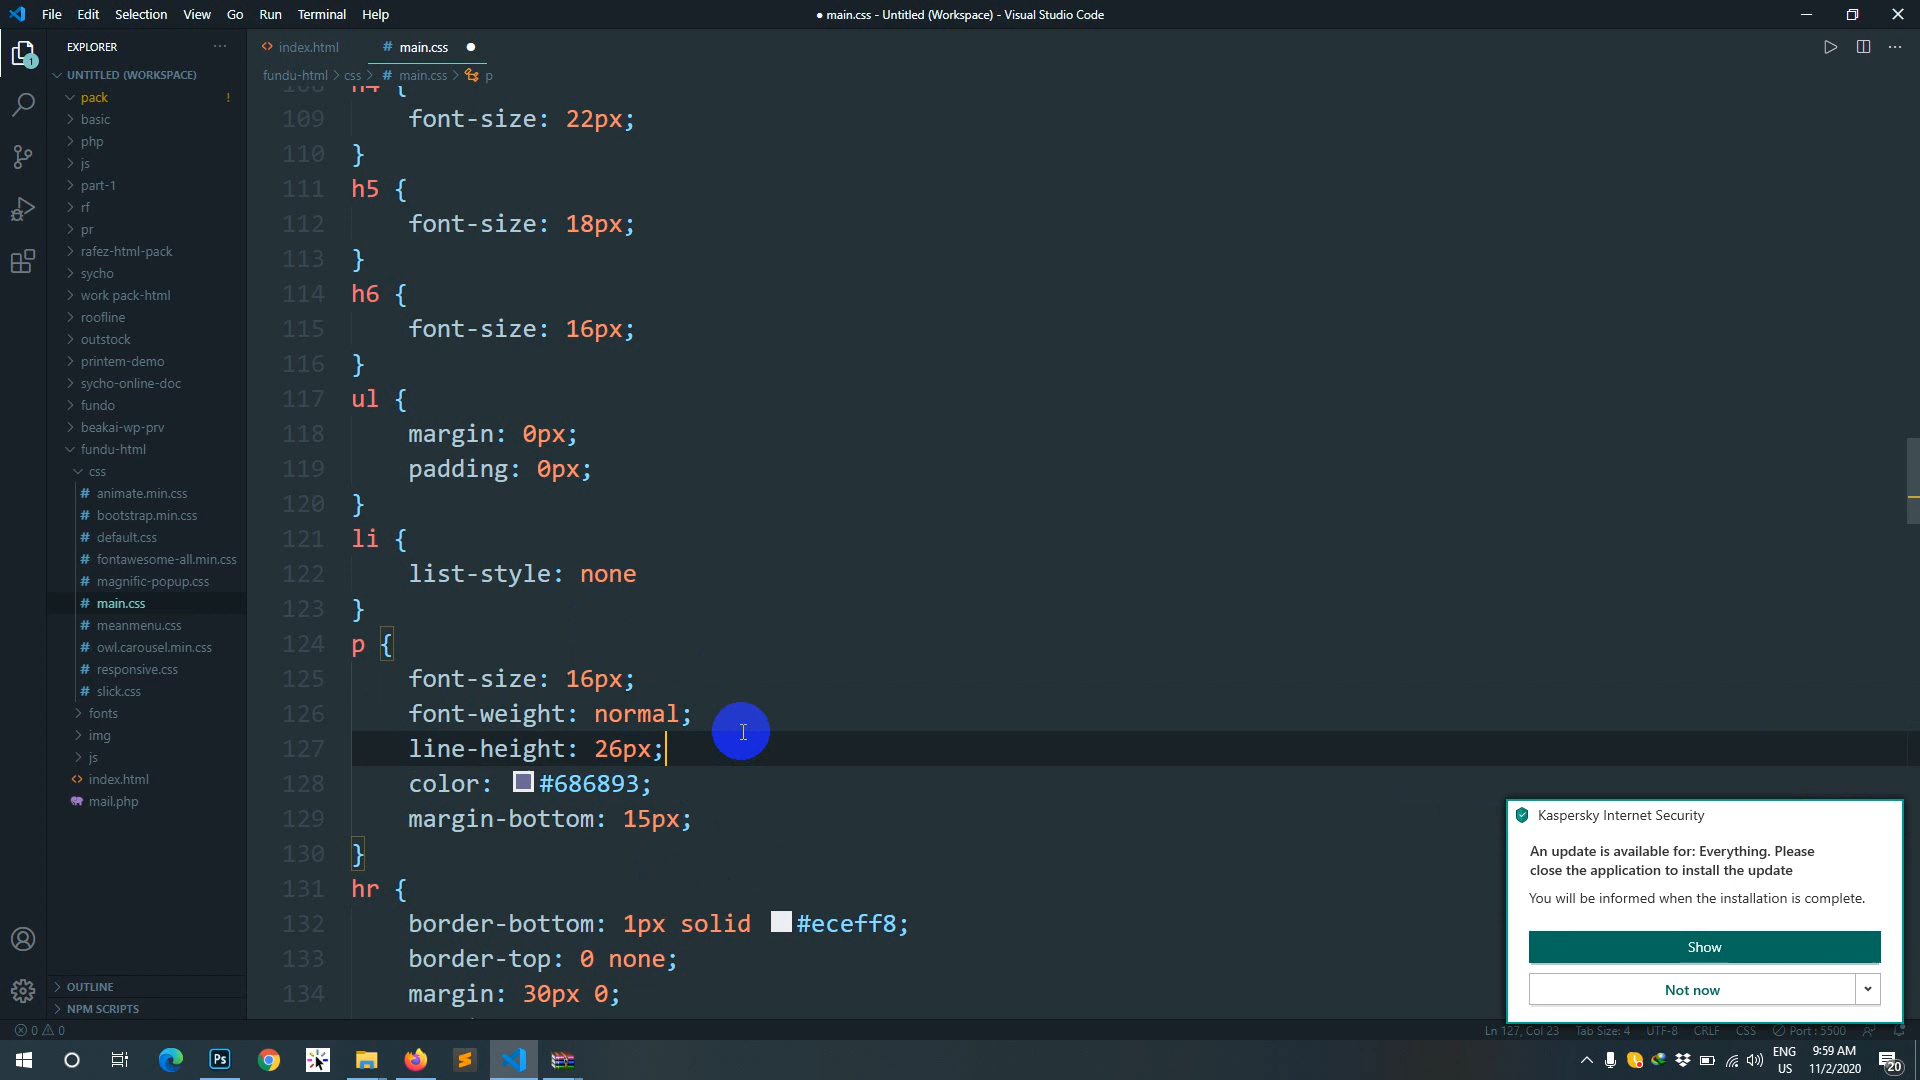 File Edit Selection View Go Run Terminal Help
● main.css - Untitled (Workspace) - Visual Studio Code
EXPLORER
index.html
# main.css
1
UNTITLED (WORKSPACE)
fundu-html > css > # main.css > p
pack !
basic
php
js
part-1
rf
pr
rafez-html-pack
sycho
work pack-html
roofline
outstock
printem-demo
sycho-online-doc
fundo
beakai-wp-prv
fundu-html
css
# animate.min.css
# bootstrap.min.css
# default.css
# fontawesome-all.min.css
# magnific-popup.css
# main.css
# meanmenu.css
# owl.carousel.min.css
# responsive.css
# slick.css
fonts
img
js
index.html
mail.php
OUTLINE
NPM SCRIPTS
108 h4 {
109 font-size: 22px;
110 }
111 h5 {
112 font-size: 18px;
113 }
114 h6 {
115 font-size: 16px;
116 }
117 ul {
118 margin: 0px;
119 padding: 0px;
120 }
121 li {
122 list-style: none
123 }
124 p {
125 font-size: 16px;
126 font-weight: normal;
127 line-height: 26px;
128 color: #686893;
129 margin-bottom: 15px;
130 }
131 hr {
132 border-bottom: 1px solid #eceff8;
133 border-top: 0 none;
134 margin: 30px 0;
Kaspersky Internet Security
An update is available for: Everything. Please
close the application to install the update
You will be informed when the installation is complete.
Show
Not now
0 0
Ln 127, Col 23 Tab Size: 4 UTF-8 CRLF CSS Port : 5500
Ps
ENG
US
9:59 AM
11/2/2020
20